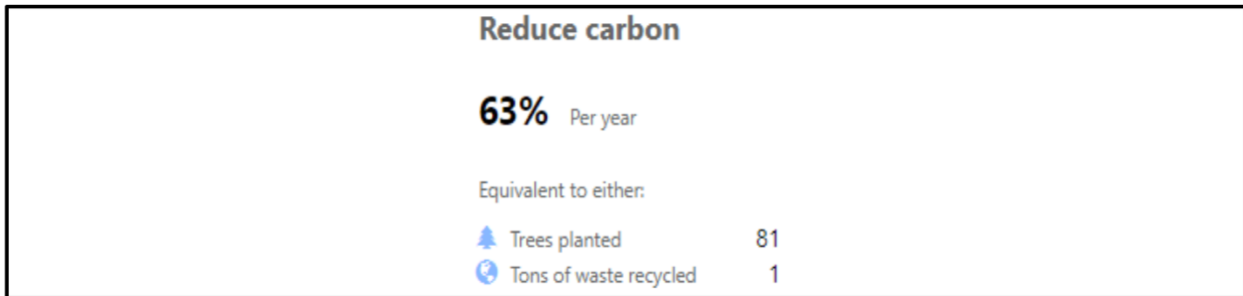 Reduce carbon
63% Per year
Equivalent to either:
Trees planted 81
Tons of waste recycled 1